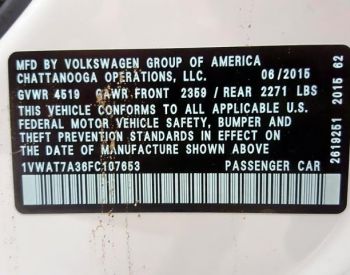 MFD BY VOLKSWAGEN GROUP OF AMERICA
CHATTANOOGA OPERATIONS, LLC. 06/2015
GVWR 4519 GAWR FRONT 2359 / REAR 2271 LBS
THIS VEHICLE CONFORMS TO ALL APPLICABLE U.S.
FEDERAL MOTOR VEHICLE SAFETY, BUMPER AND
THEFT PREVENTION STANDARDS IN EFFECT ON THE
DATE OF MANUFACTURE SHOWN ABOVE.
1VWAT7A36FC107653 PASSENGER CAR
2619251 2015 62